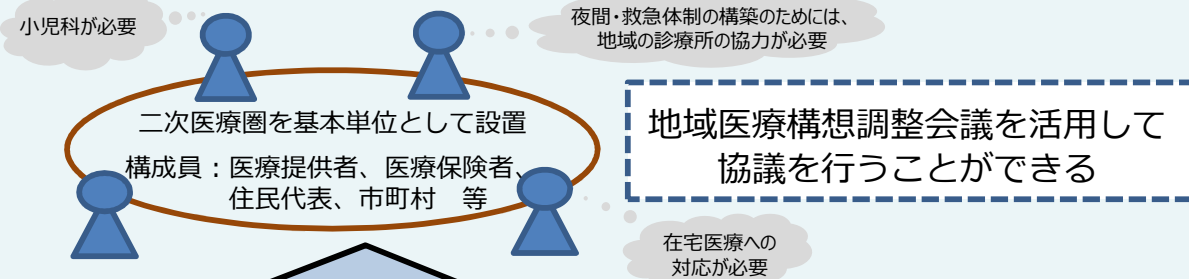 小児科が必要
夜間・救急体制の構築のためには、
地域の診療所の協力が必要
二次医療圏を基本単位として設置
構成員：医療提供者、医療保険者、
住民代表、市町村　等
地域医療構想調整会議を活用して
協議を行うことができる
在宅医療への
対応が必要